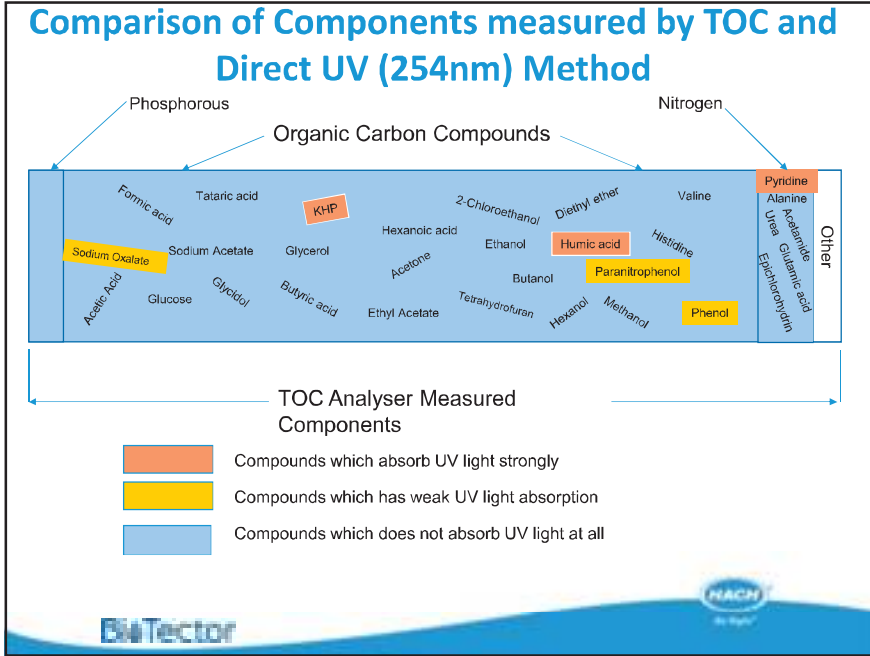 Comparison of Components measured by TOC and
Direct UV (254nm) Method
Phosphorous
Nitrogen
Organic Carbon Compounds
Formic acid
Tataric acid
KHP
2-Chloroethanol
Diethyl ether
Valine
Pyridine
Alanine
Hexanoic acid
Sodium Oxalate
Sodium Acetate
Glycerol
Acetone
Ethanol
Humic acid
Histidine
Urea
Acetamide
Other
Butanol
Paranitrophenol
Acetic Acid
Glucose
Glycidol
Butyric acid
Ethyl Acetate
Tetrahydrofuran
Hexanol
Methanol
Phenol
Epichlorohydrin
Glutamic acid
TOC Analyser Measured
Components
Compounds which absorb UV light strongly
Compounds which has weak UV light absorption
Compounds which does not absorb UV light at all
HACH
Be Right
BioTector